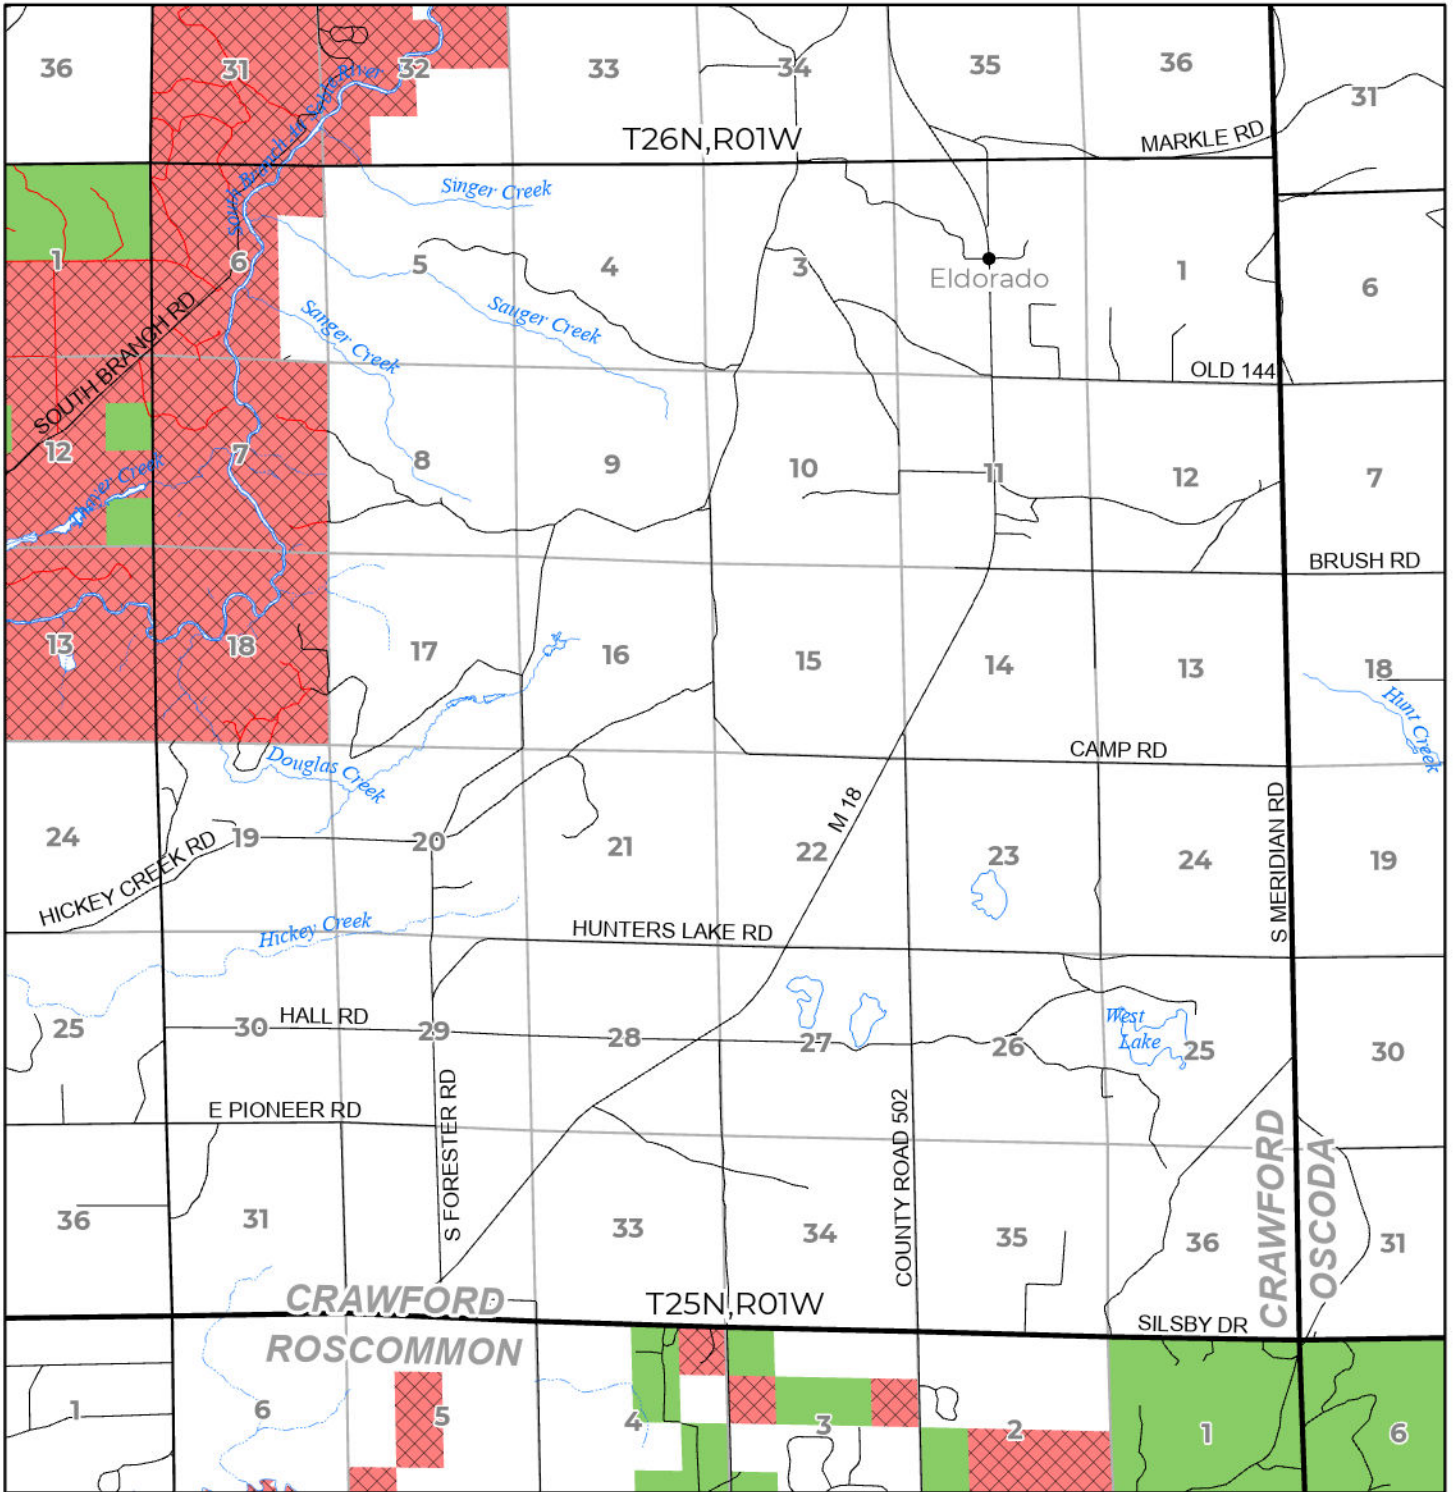 36
31
32
33
34
35
36
31
South Branch Au Sable River
T26N,R01W
MARKLE RD
Singer Creek
1
6
5
4
3
Eldorado
1
6
SOUTH BRANCH RD
Sanger Creek
Sauger Creek
OLD 144
12
7
8
9
10
11
12
7
Thayer Creek
BRUSH RD
13
18
17
16
15
14
13
18
Hunt Creek
Douglas Creek
CAMP RD
M 18
S MERIDIAN RD
24
19
20
21
22
23
24
19
HICKEY CREEK RD
Hickey Creek
HUNTERS LAKE RD
HALL RD
25
30
29
28
27
26
West
Lake
25
30
E PIONEER RD
S FORESTER RD
COUNTY ROAD 502
CRAWFORD
OSCODA
36
31
33
34
35
36
31
CRAWFORD
T25N,R01W
SILSBY DR
ROSCOMMON
1
6
5
4
3
2
1
6